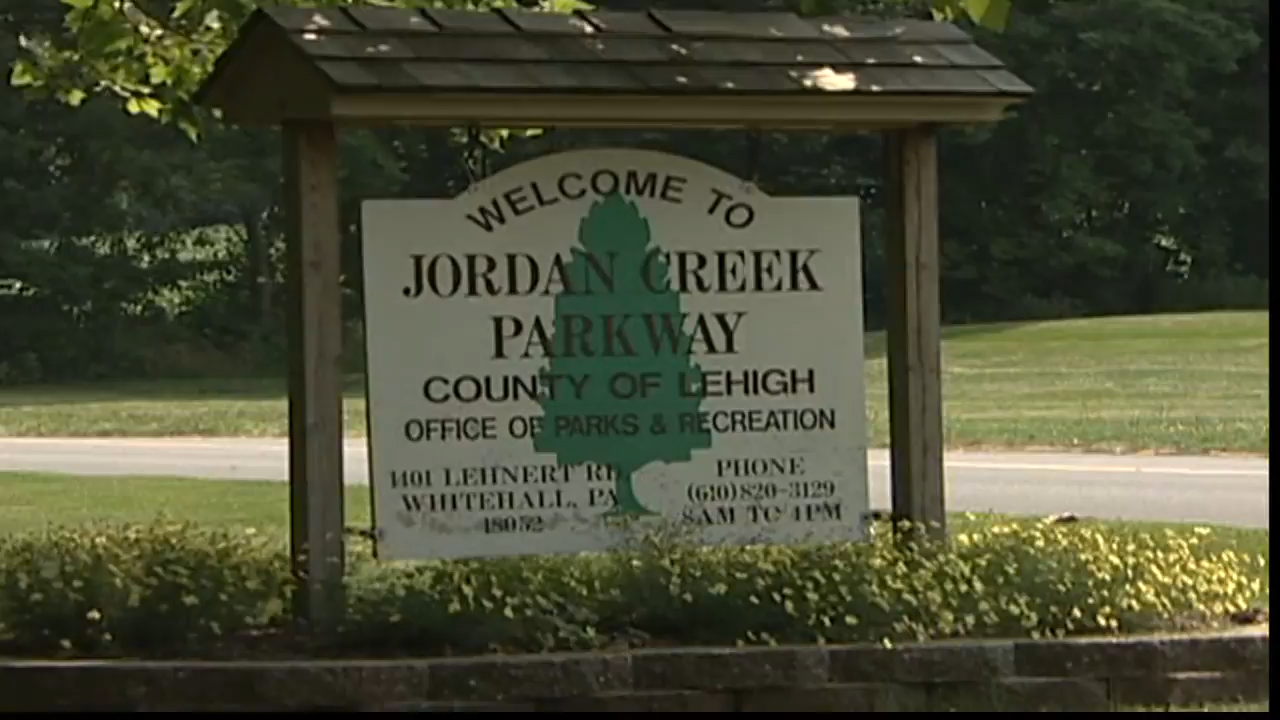 WELCOME TO
JORDAN CREEK
PARKWAY
COUNTY OF LEHIGH
OFFICE OF PARKS & RECREATION
1401 LEHNERT RD
WHITEHALL, PA
18052
PHONE
(610) 820-3129
8AM TO 4PM